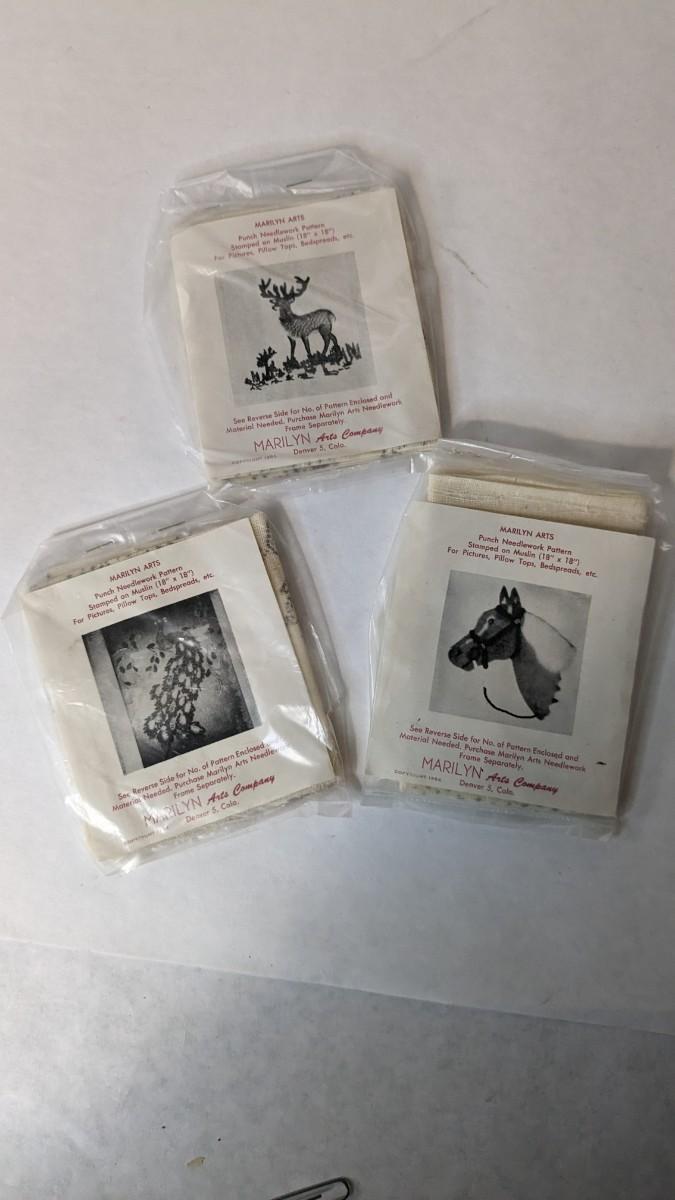 MARILYN ARTS
Punch Needlework Pattern
Stamped on Muslin (18" x 18")
For Pictures, Pillow Tops, Bedspreads, etc.
See Reverse Side for No. of Pattern Enclosed and
Material Needed. Purchase Marilyn Arts Needlework
Frame Separately.
MARILYN Arts Company
Denver 5, Colo.
COPYRIGHT
MARILYN ARTS
Punch Needlework Pattern
Stamped on Muslin (18" x 18")
For Pictures, Pillow Tops, Bedspreads, etc.
See Reverse Side for No. of Pattern Enclosed
Material Needed. Purchase Marilyn Arts Needlework
Frame Separately.
MARILYN Arts Company
Denver 5, Colo.
COPYRIGHT
MARILYN ARTS
Punch Needlework Pattern
Stamped on Muslin (18" x 18")
For Pictures, Pillow Tops, Bedspreads, etc.
See Reverse Side for No. of Pattern Enclosed and
Material Needed. Purchase Marilyn Arts Needlework
Frame Separately.
MARILYN Arts Company
COPYRIGHT
Denver 5, Colo.